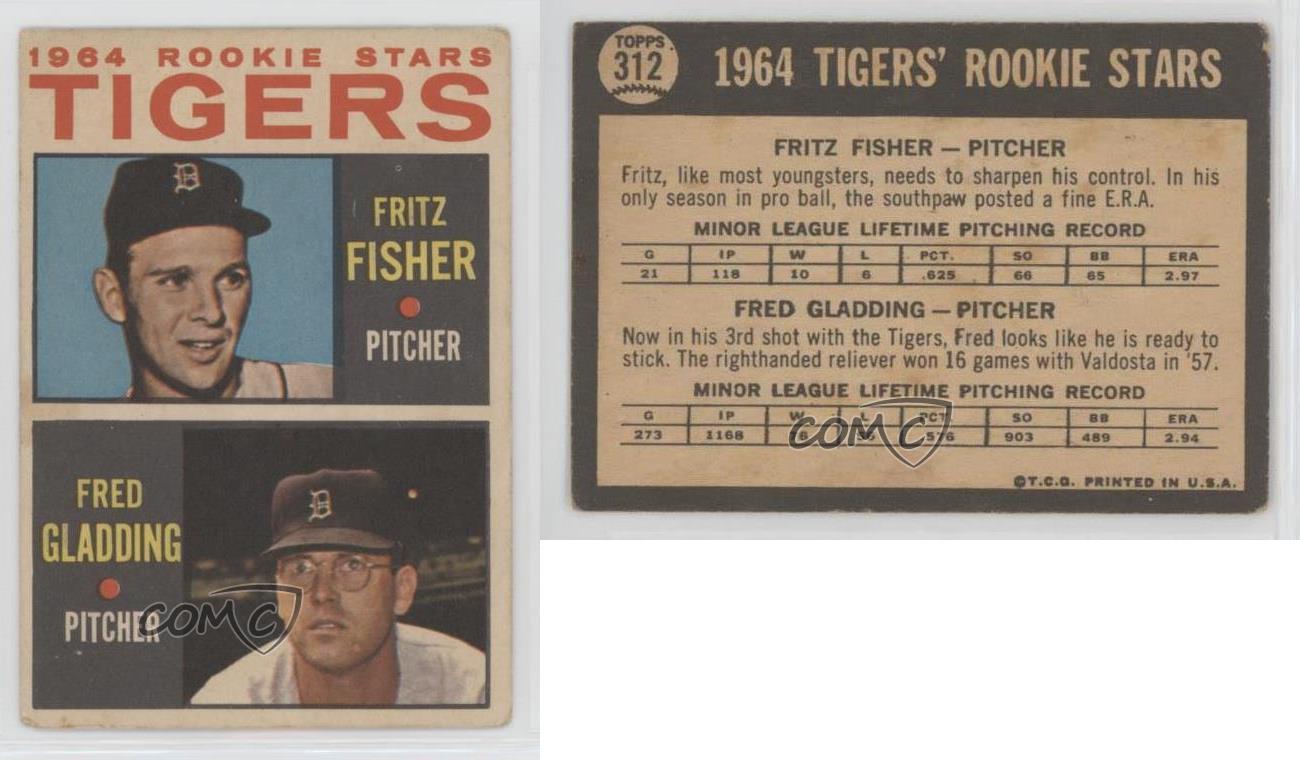 1964 ROOKIE STARS
TIGERS
FRITZ
FISHER
PITCHER
FRED
GLADDING
PITCHER
COMC
TOPPS
312
1964 TIGERS' ROOKIE STARS
FRITZ FISHER — PITCHER
Fritz, like most youngsters, needs to sharpen his control. In his
only season in pro ball, the southpaw posted a fine E.R.A.
MINOR LEAGUE LIFETIME PITCHING RECORD
G IP W L PCT. SO BB ERA
21 118 10 6 .625 66 65 2.97
FRED GLADDING — PITCHER
Now in his 3rd shot with the Tigers, Fred looks like he is ready to
stick. The righthanded reliever won 16 games with Valdosta in '57.
MINOR LEAGUE LIFETIME PITCHING RECORD
G IP W L PCT. SO BB ERA
273 1168 76 56 .576 903 489 2.94
COMC
©T.C.G. PRINTED IN U.S.A.